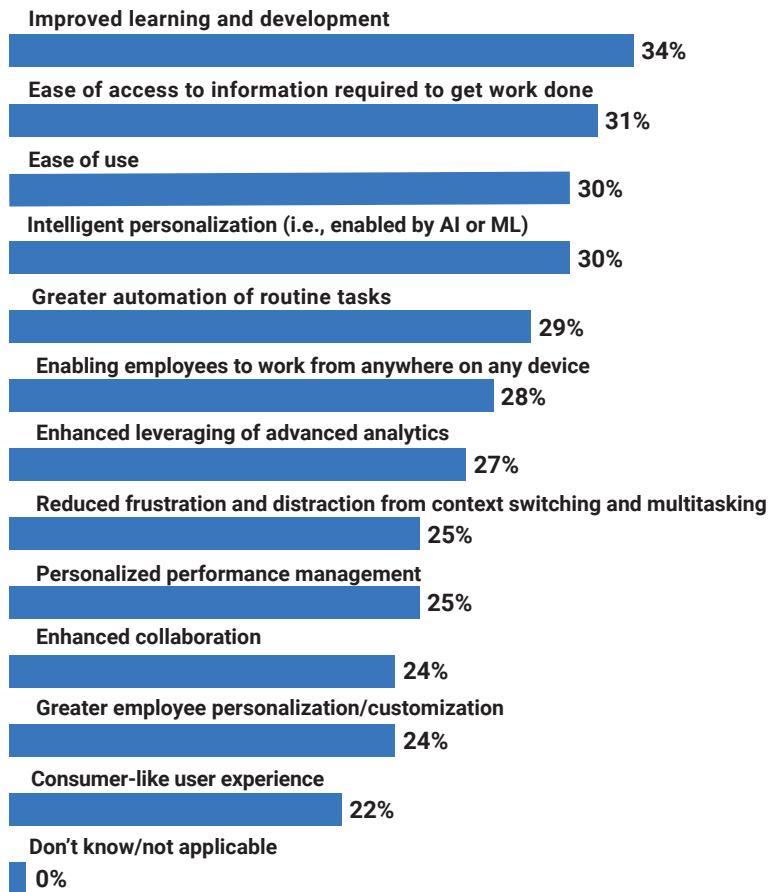 Improved learning and development
34%
Ease of access to information required to get work done
31%
Ease of use
30%
Intelligent personalization (i.e., enabled by AI or ML)
30%
Greater automation of routine tasks
29%
Enabling employees to work from anywhere on any device
28%
Enhanced leveraging of advanced analytics
27%
Reduced frustration and distraction from context switching and multitasking
25%
Personalized performance management
25%
Enhanced collaboration
24%
Greater employee personalization/customization
24%
Consumer-like user experience
22%
Don’t know/not applicable
0%